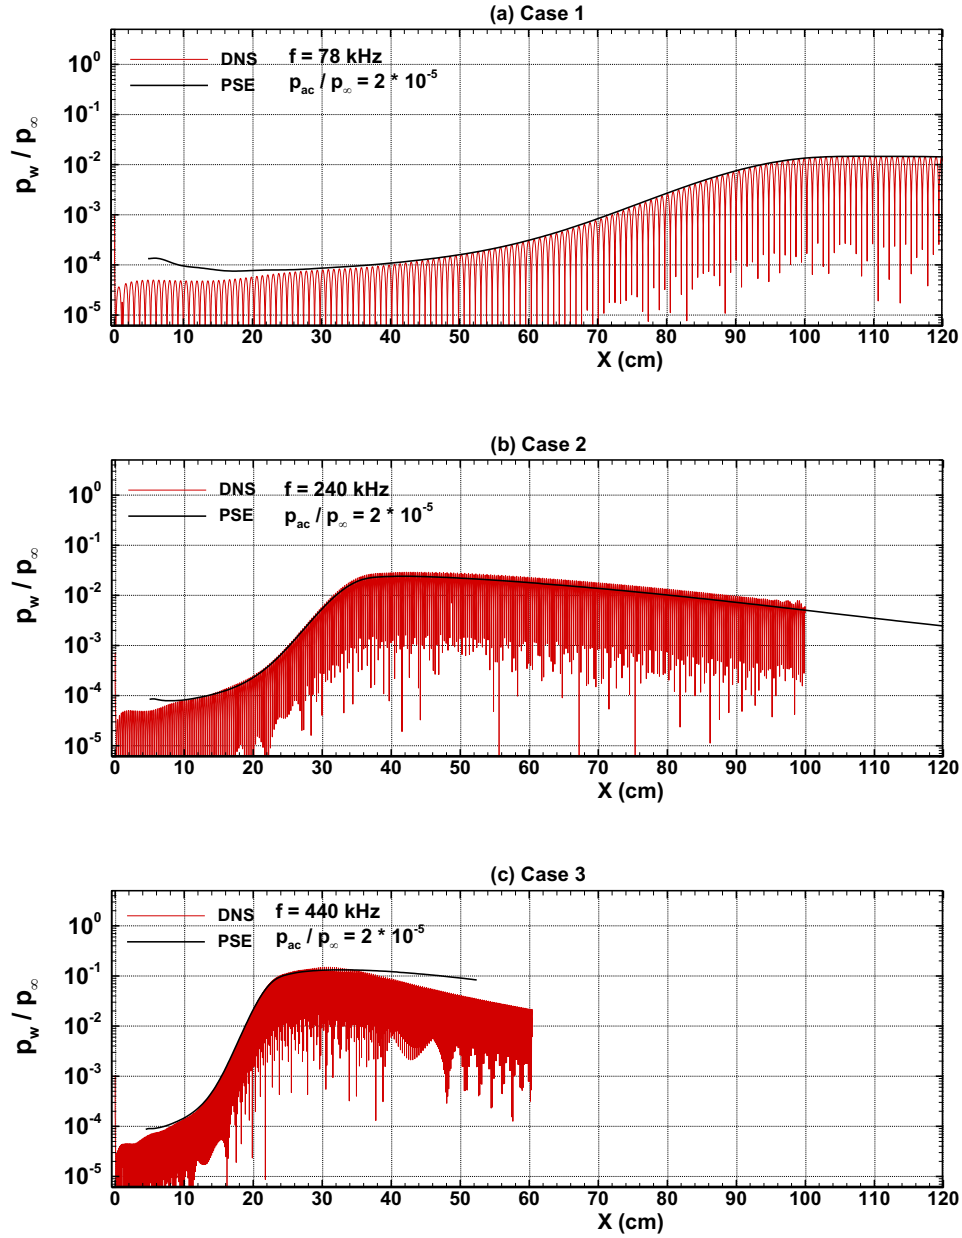 (a) Case 1
DNS f = 78 kHz
PSE p_ac / p_∞ = 2 * 10^-5
p_w / p_∞
10^0
10^-1
10^-2
10^-3
10^-4
10^-5
0 10 20 30 40 50 60 70 80 90 100 110 120
X (cm)
(b) Case 2
DNS f = 240 kHz
PSE p_ac / p_∞ = 2 * 10^-5
p_w / p_∞
10^0
10^-1
10^-2
10^-3
10^-4
10^-5
0 10 20 30 40 50 60 70 80 90 100 110 120
X (cm)
(c) Case 3
DNS f = 440 kHz
PSE p_ac / p_∞ = 2 * 10^-5
p_w / p_∞
10^0
10^-1
10^-2
10^-3
10^-4
10^-5
0 10 20 30 40 50 60 70 80 90 100 110 120
X (cm)